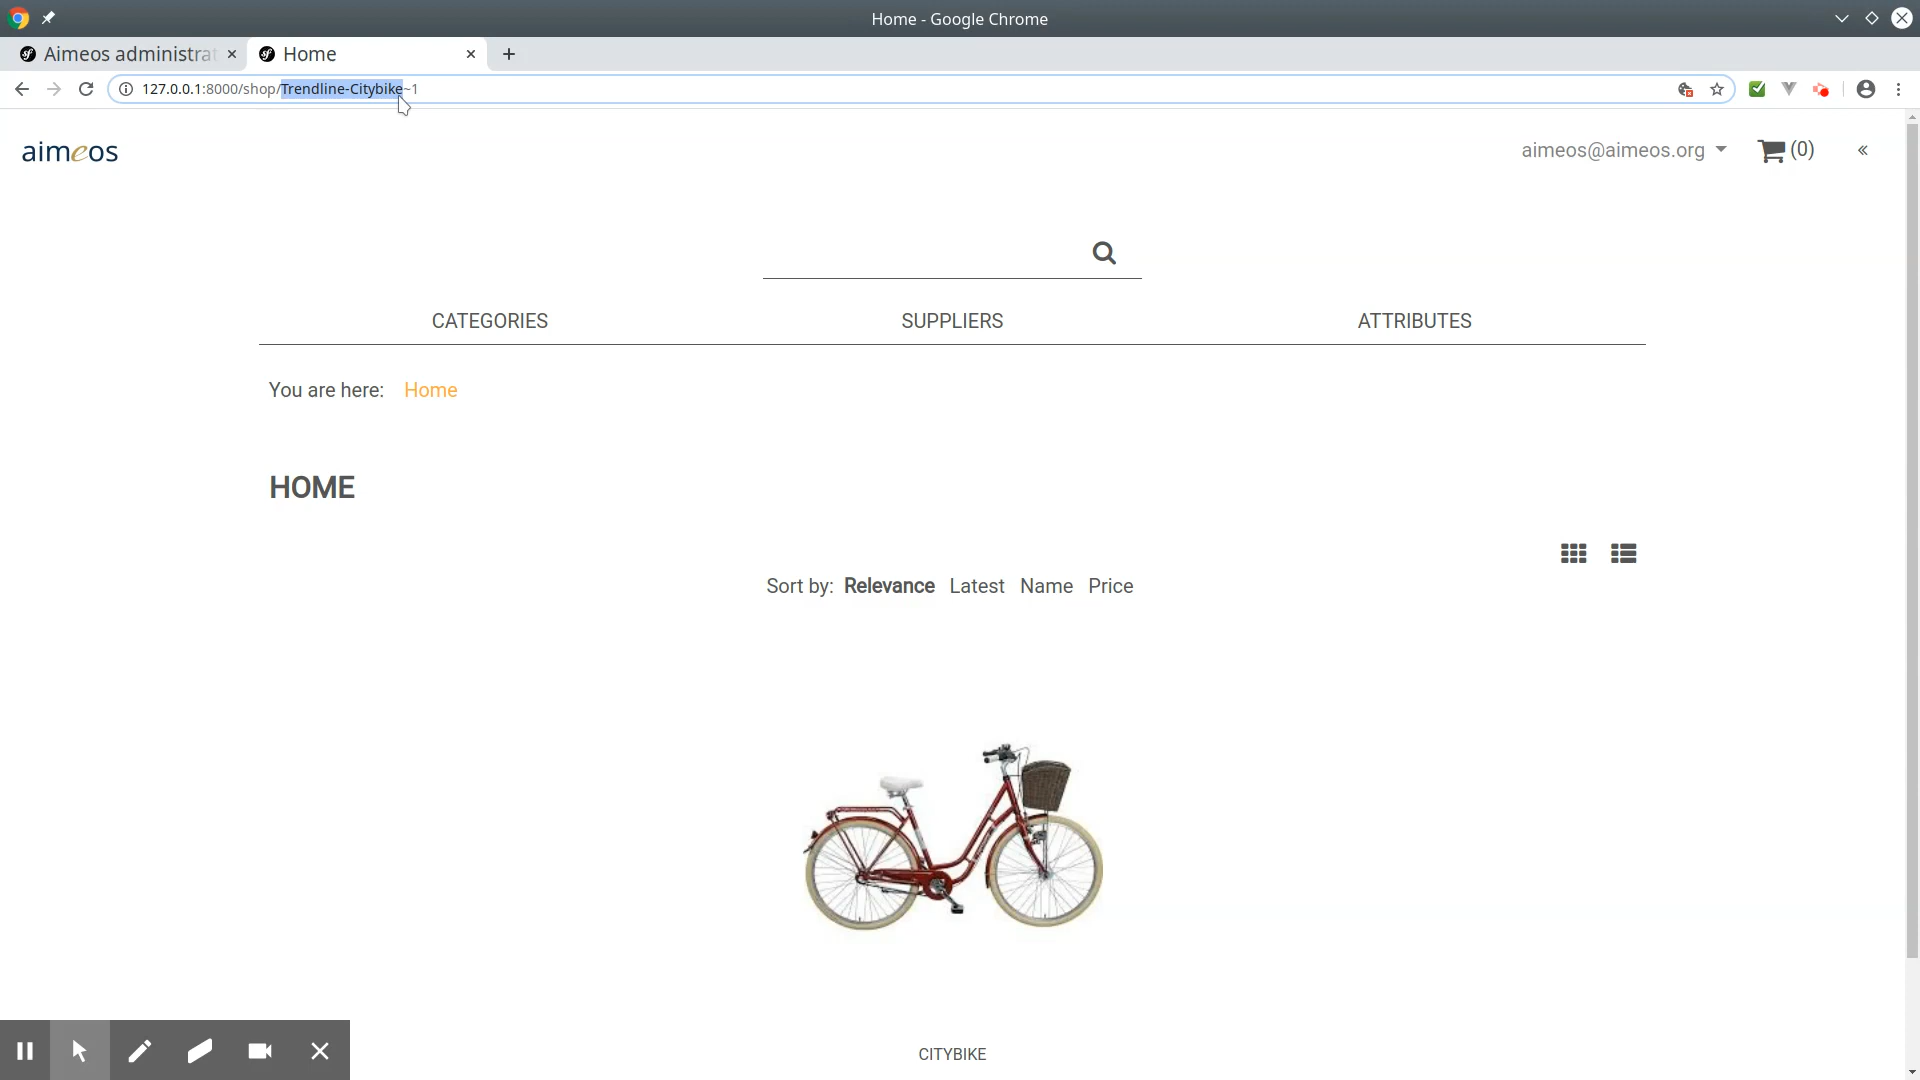 Home - Google Chrome
Aimeos administrat
Home
127.0.0.1:8000/shop/Trendline-Citybike~1
aimeos
aimeos@aimeos.org
(0)
«
CATEGORIES SUPPLIERS ATTRIBUTES
You are here: Home
HOME
Sort by: Relevance Latest Name Price
CITYBIKE